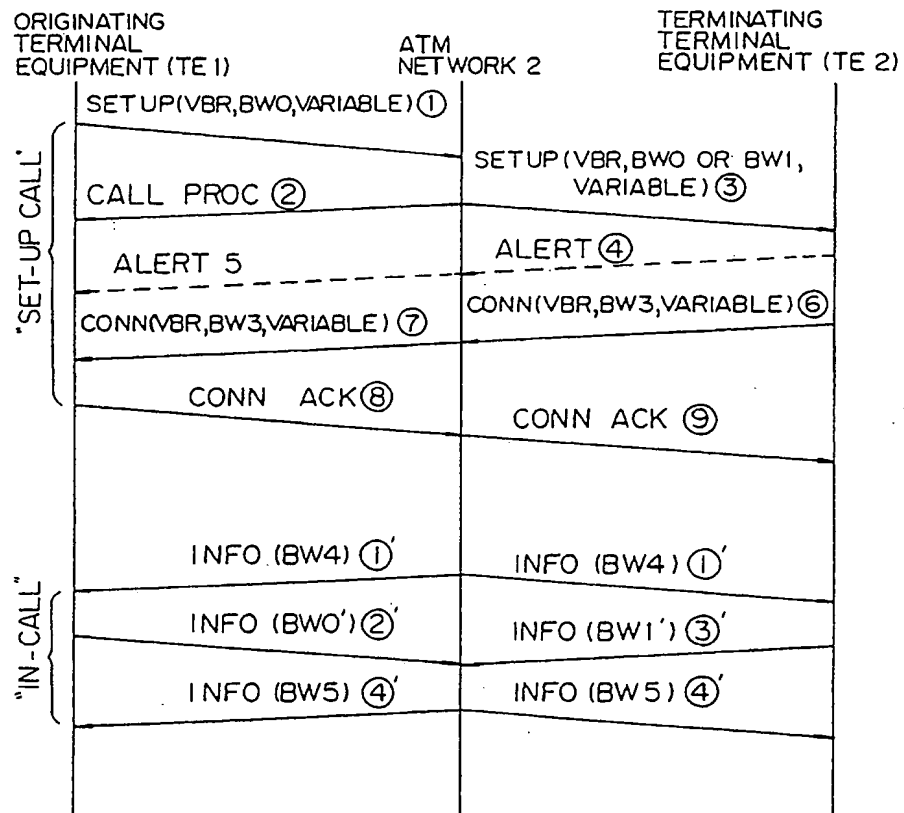 ORIGINATING
TERMINAL
EQUIPMENT (TE 1)
ATM
NETWORK 2
TERMINATING
TERMINAL
EQUIPMENT (TE 2)
"SET-UP CALL"
SETUP(VBR,BW0,VARIABLE) ①
SETUP(VBR,BW0 OR BW1,
VARIABLE) ③
CALL PROC ②
ALERT ④
ALERT 5
CONN(VBR,BW3,VARIABLE) ⑥
CONN(VBR,BW3,VARIABLE) ⑦
CONN ACK ⑧
CONN ACK ⑨
"IN-CALL"
INFO (BW4) ①′
INFO (BW4) ①′
INFO (BW0′) ②′
INFO (BW1′) ③′
INFO (BW5) ④′
INFO (BW5) ④′